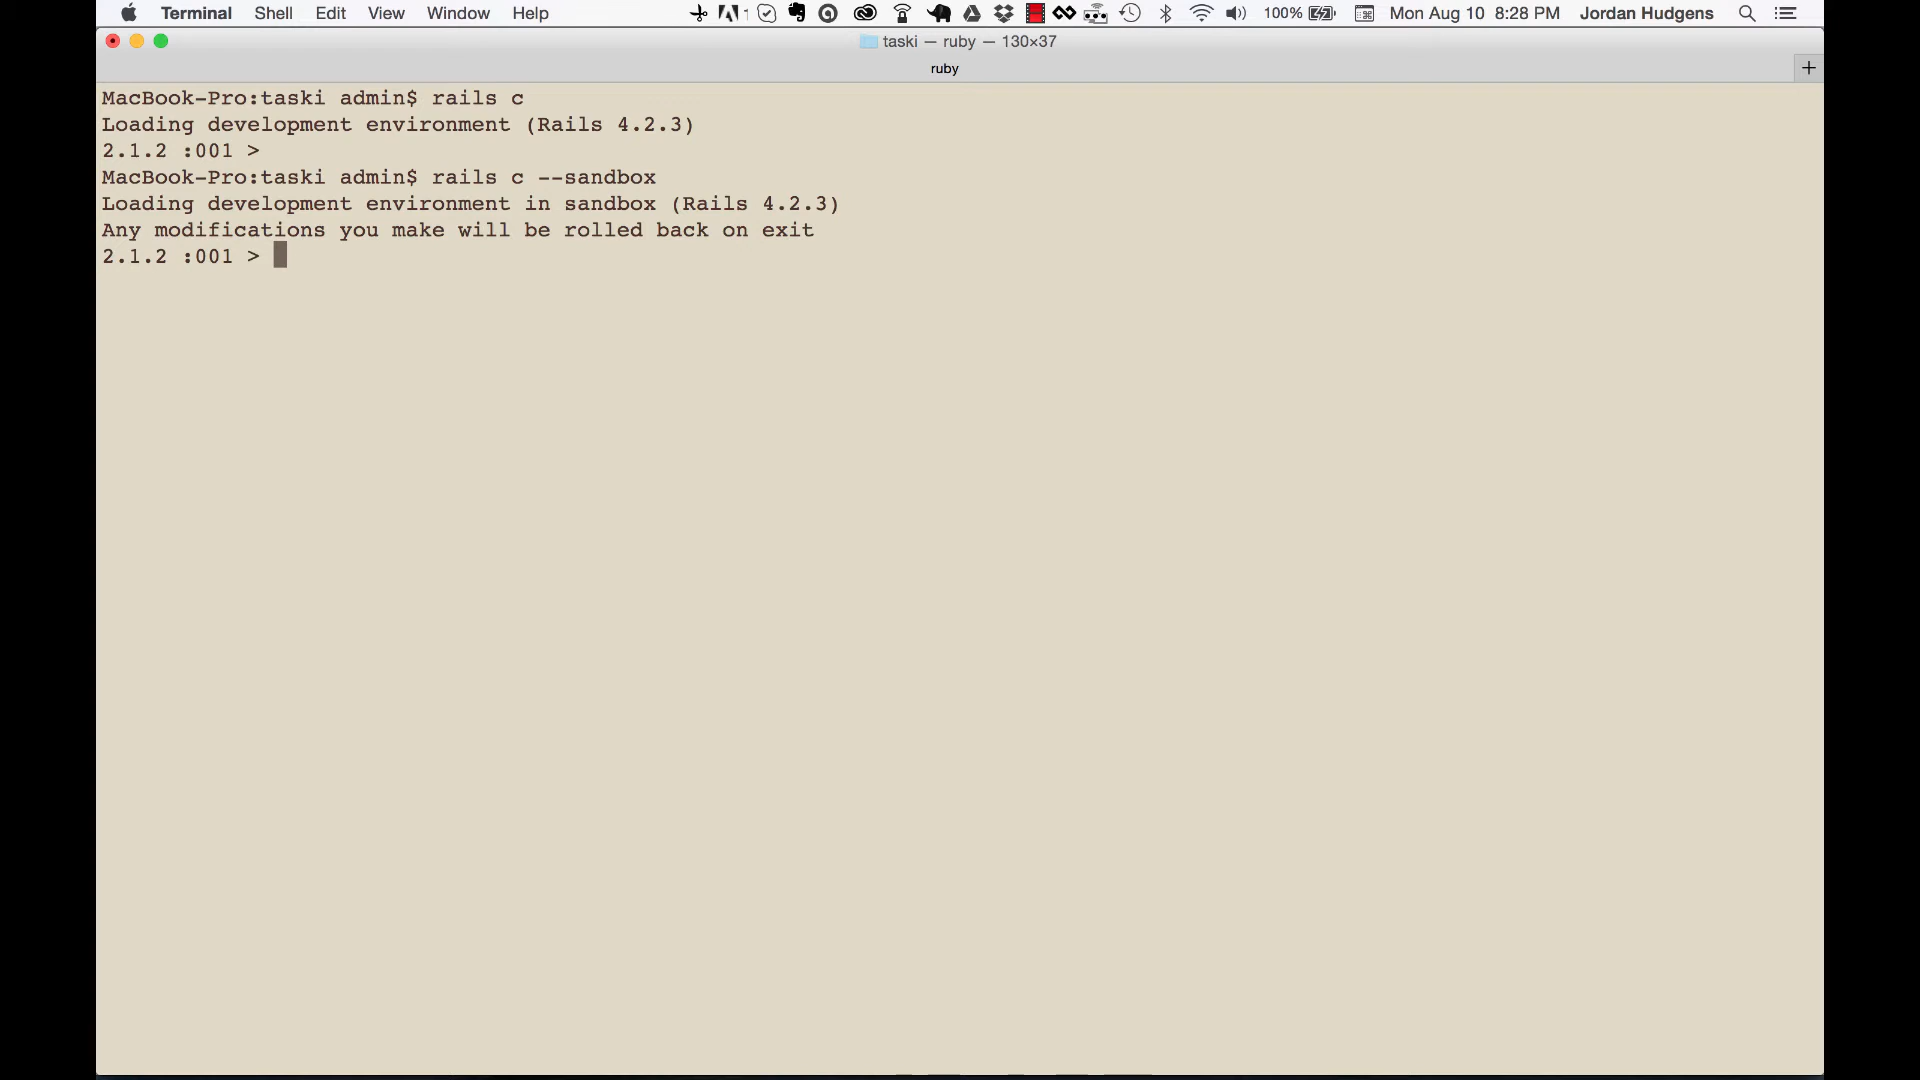 Terminal Shell Edit View Window Help 1 100% Mon Aug 10 8:28 PM Jordan Hudgens
taski — ruby — 130×37
ruby
MacBook-Pro:taski admin$ rails c
Loading development environment (Rails 4.2.3)
2.1.2 :001 >
MacBook-Pro:taski admin$ rails c --sandbox
Loading development environment in sandbox (Rails 4.2.3)
Any modifications you make will be rolled back on exit
2.1.2 :001 >